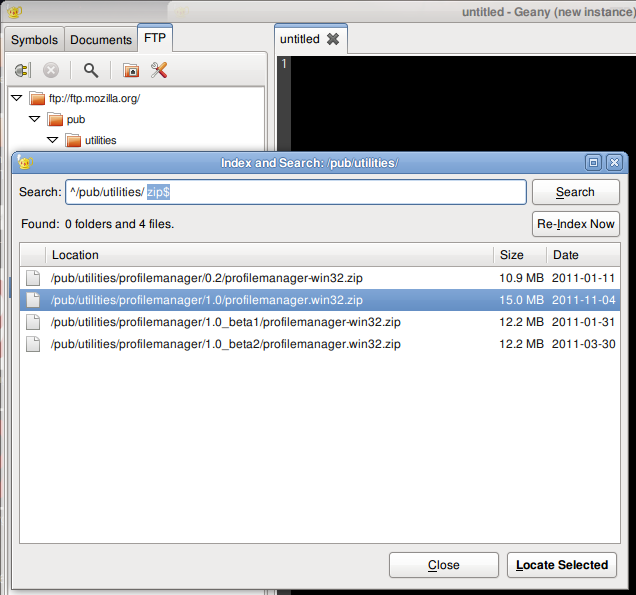 untitled - Geany (new instance)
Symbols Documents FTP untitled
1
ftp://ftp.mozilla.org/
pub
utilities
Index and Search: /pub/utilities/
Search: ^/pub/utilities/ zip$ Search
Found: 0 folders and 4 files. Re-Index Now
Location Size Date
/pub/utilities/profilemanager/0.2/profilemanager-win32.zip 10.9 MB 2011-01-11
/pub/utilities/profilemanager/1.0/profilemanager.win32.zip 15.0 MB 2011-11-04
/pub/utilities/profilemanager/1.0_beta1/profilemanager-win32.zip 12.2 MB 2011-01-31
/pub/utilities/profilemanager/1.0_beta2/profilemanager.win32.zip 12.2 MB 2011-03-30
Close Locate Selected